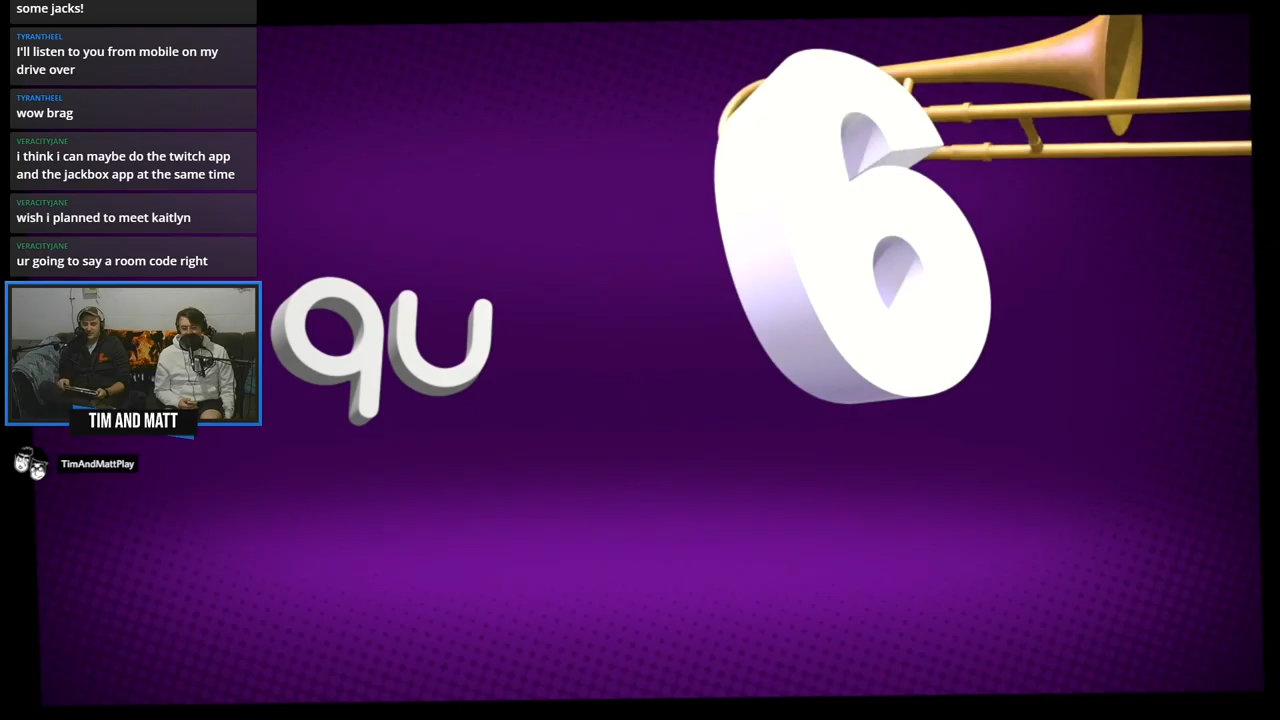 some jacks!
TYRANTHEEL
I'll listen to you from mobile on my
drive over
TYRANTHEEL
wow brag
VERACITYJANE
i think i can maybe do the twitch app
and the jackbox app at the same time
VERACITYJANE
wish i planned to meet kaitlyn
VERACITYJANE
ur going to say a room code right
TIM AND MATT
TimAndMattPlay
qu
6